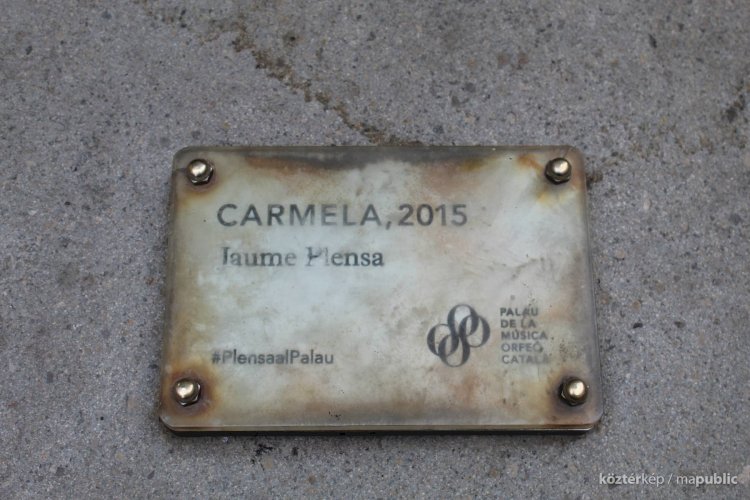 CARMELA, 2015
Jaume Plensa
#PlensaalPalau
PALAU
DE LA
MÚSICA
ORFEÓ
CATALÀ
köztérkép / mapublic